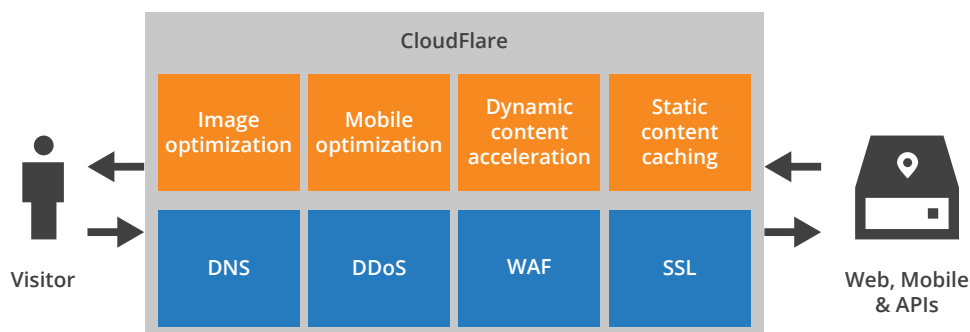 CloudFlare
Image
optimization
Mobile
optimization
Dynamic
content
acceleration
Static
content
caching
DNS
DDoS
WAF
SSL
Visitor
Web, Mobile
& APIs